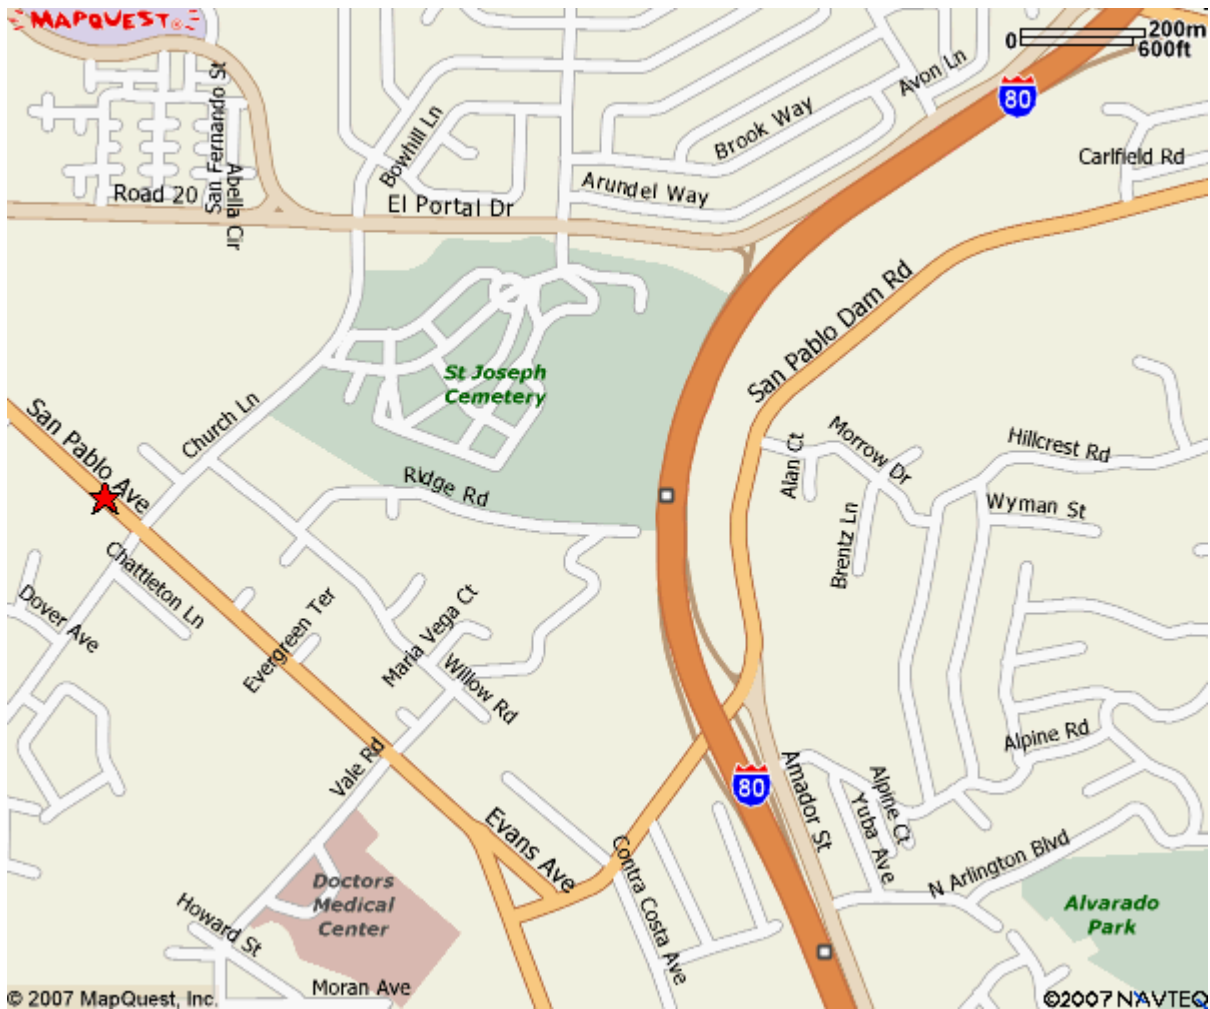 MAPQUEST®
200m
0
600ft
80
Avon Ln
San Fernando St
Bowhill Ln
Brook Way
Carlfield Rd
Abella Cir
Road 20
Arundel Way
El Portal Dr
San Pablo Dam Rd
St Joseph
Cemetery
San Pablo Ave
Church Ln
Morrow Dr
Hillcrest Rd
Alan Ct
Ridge Rd
Wyman St
Brentz Ln
Chattleton Ln
Dover Ave
Evergreen Ter
Maria Vega Ct
Willow Rd
Alpine Rd
Vale Rd
80
Amador St
Alpine Ct
Yuba Ave
Evans Ave
Contra Costa Ave
N Arlington Blvd
Doctors
Medical
Center
Alvarado
Park
Howard St
Moran Ave
© 2007 MapQuest, Inc.
©2007 NAVTEQ